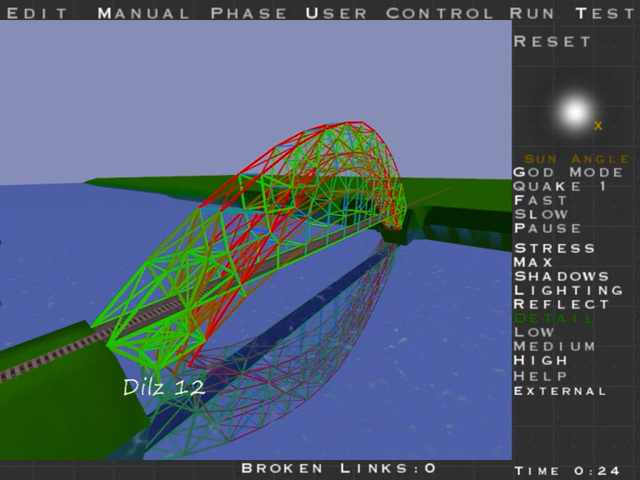 EDIT MANUAL PHASE USER CONTROL RUN TEST
RESET
X
SUN ANGLE
GOD MODE
QUAKE 1
FAST
SLOW
PAUSE
STRESS
MAX
SHADOWS
LIGHTING
REFLECT
DETAIL
LOW
MEDIUM
HIGH
HELP
EXTERNAL
Dilz 12
BROKEN LINKS:0
TIME 0:24